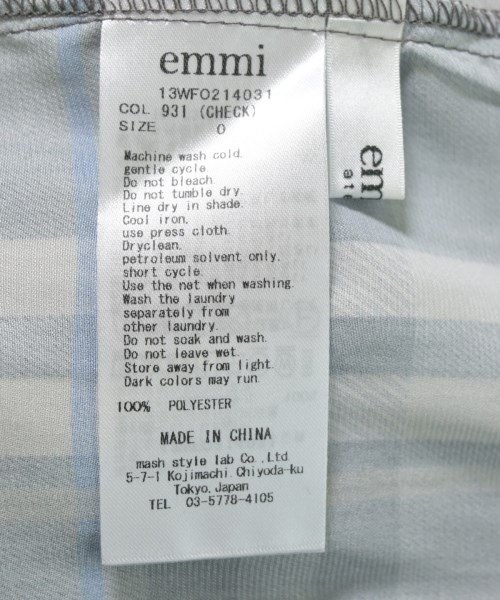 emmi
13WFO214031
COL 931 (CHECK)
SIZE 0
Machine wash cold.
gentle cycle.
Do not bleach.
Do not tumble dry.
Line dry in shade.
Cool iron.
use press cloth.
Dryclean.
petroleum solvent only.
short cycle.
Use the net when washing.
Wash the laundry
separately from
other laundry.
Do not soak and wash.
Do not leave wet.
Store away from light.
Dark colors may run.
100% POLYESTER
MADE IN CHINA
mash style lab Co.,Ltd.
5-7-1 Kojimachi, Chiyoda-ku
Tokyo, Japan
TEL 03-5778-4105
em